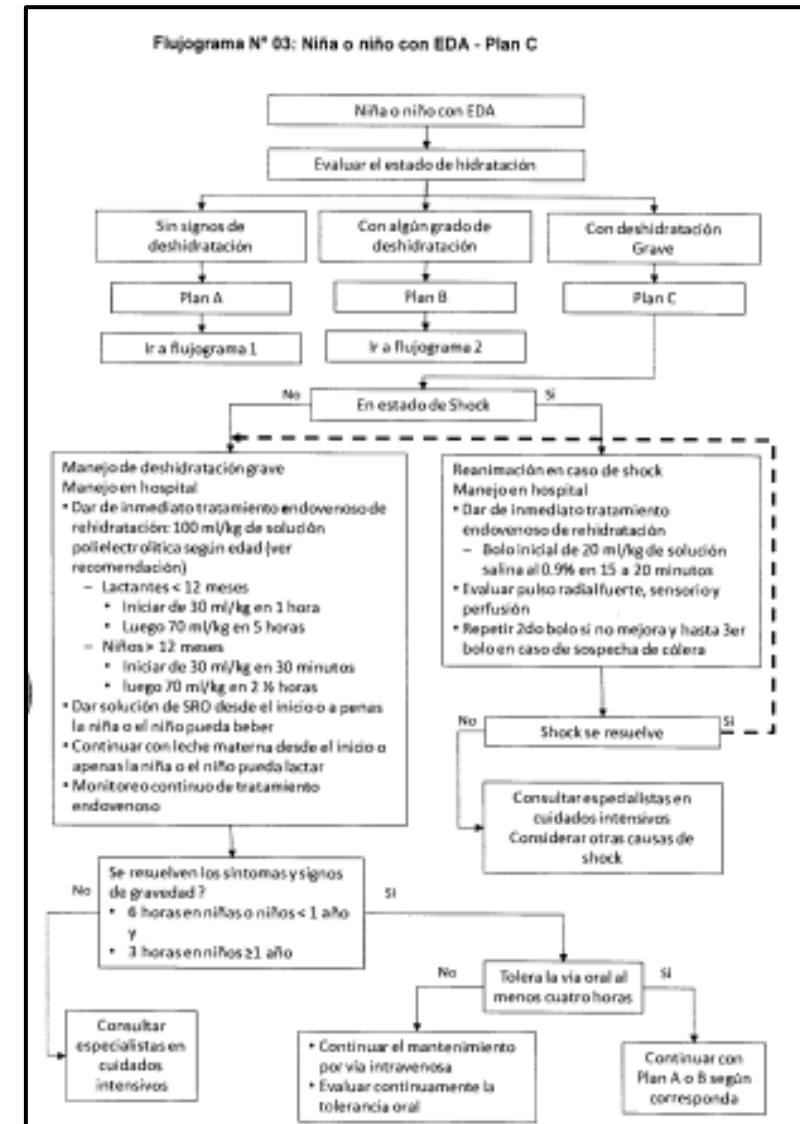 Flujograma N° 03: Niña o niño con EDA - Plan C
Niña o niño con EDA
Evaluar el estado de hidratación
Sin signos de
deshidratación
Con algún grado de
deshidratación
Con deshidratación
Grave
Plan A
Plan B
Plan C
Ir a flujograma 1
Ir a flujograma 2
No
En estado de Shock
Si
Manejo de deshidratación grave
Manejo en hospital
• Dar de inmediato tratamiento endovenoso de
rehidratación: 100 ml/kg de solución
polielectrolítica según edad (ver
recomendación)
– Lactantes < 12 meses
• Iniciar de 30 ml/kg en 1 hora
• Luego 70 ml/kg en 5 horas
– Niños > 12 meses
• Iniciar de 30 ml/kg en 30 minutos
• luego 70 ml/kg en 2 ½ horas
• Dar solución de SRO desde el inicio o a penas
la niña o el niño pueda beber
• Continuar con leche materna desde el inicio o
apenas la niña o el niño pueda lactar
• Monitoreo continuo de tratamiento
endovenoso
Reanimación en caso de shock
Manejo en hospital
• Dar de inmediato tratamiento
endovenoso de rehidratación
– Bolo inicial de 20 ml/kg de solución
salina al 0.9% en 15 a 20 minutos
• Evaluar pulso radial fuerte, sensorio y
perfusión
• Repetir 2do bolo si no mejora y hasta 3er
bolo en caso de sospecha de cólera
No
Shock se resuelve
Si
Consultar especialistas en
cuidados intensivos
Considerar otras causas de
shock
No
Se resuelven los síntomas y signos
de gravedad ?
• 6 horas en niñas o niños < 1 año
y
• 3 horas en niños ≥1 año
Si
No
Tolera la vía oral al
menos cuatro horas
Si
Consultar
especialistas en
cuidados
intensivos
• Continuar el mantenimiento
por vía intravenosa
• Evaluar continuamente la
tolerancia oral
Continuar con
Plan A o B según
corresponda